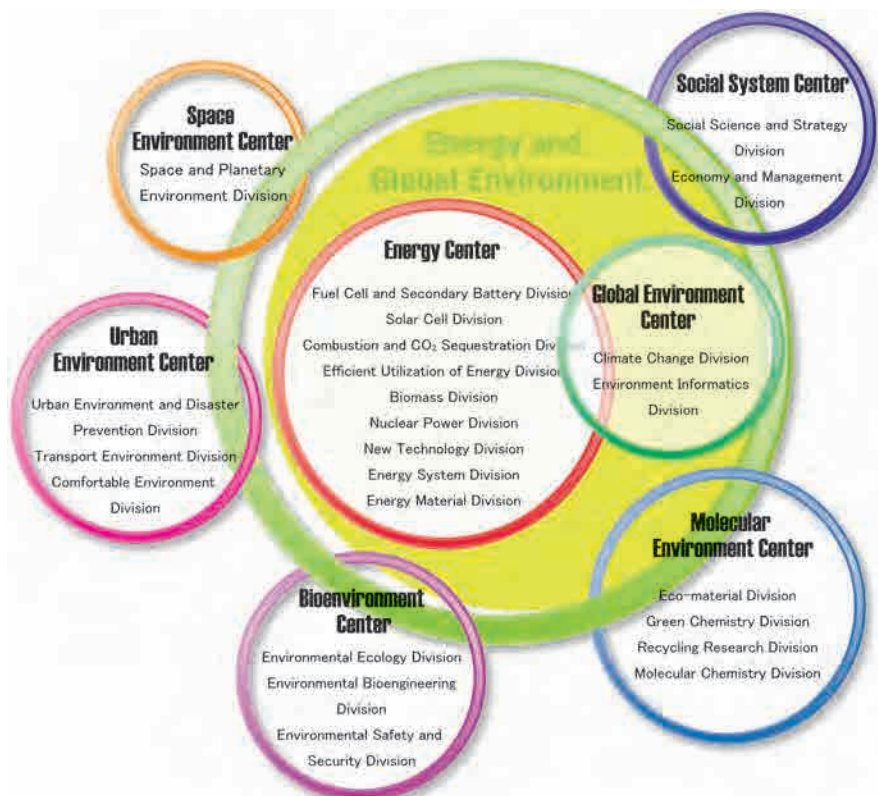 Space
Environment Center
Space and Planetary
Environment Division
Social System Center
Social Science and Strategy
Division
Economy and Management
Division
Energy and
Global Environment
Energy Center
Fuel Cell and Secondary Battery Division
Solar Cell Division
Combustion and CO₂ Sequestration Division
Efficient Utilization of Energy Division
Biomass Division
Nuclear Power Division
New Technology Division
Energy System Division
Energy Material Division
Global Environment
Center
Climate Change Division
Environment Informatics
Division
Urban
Environment Center
Urban Environment and Disaster
Prevention Division
Transport Environment Division
Comfortable Environment
Division
Molecular
Environment Center
Eco-material Division
Green Chemistry Division
Recycling Research Division
Molecular Chemistry Division
Bioenvironment
Center
Environmental Ecology Division
Environmental Bioengineering
Division
Environmental Safety and
Security Division